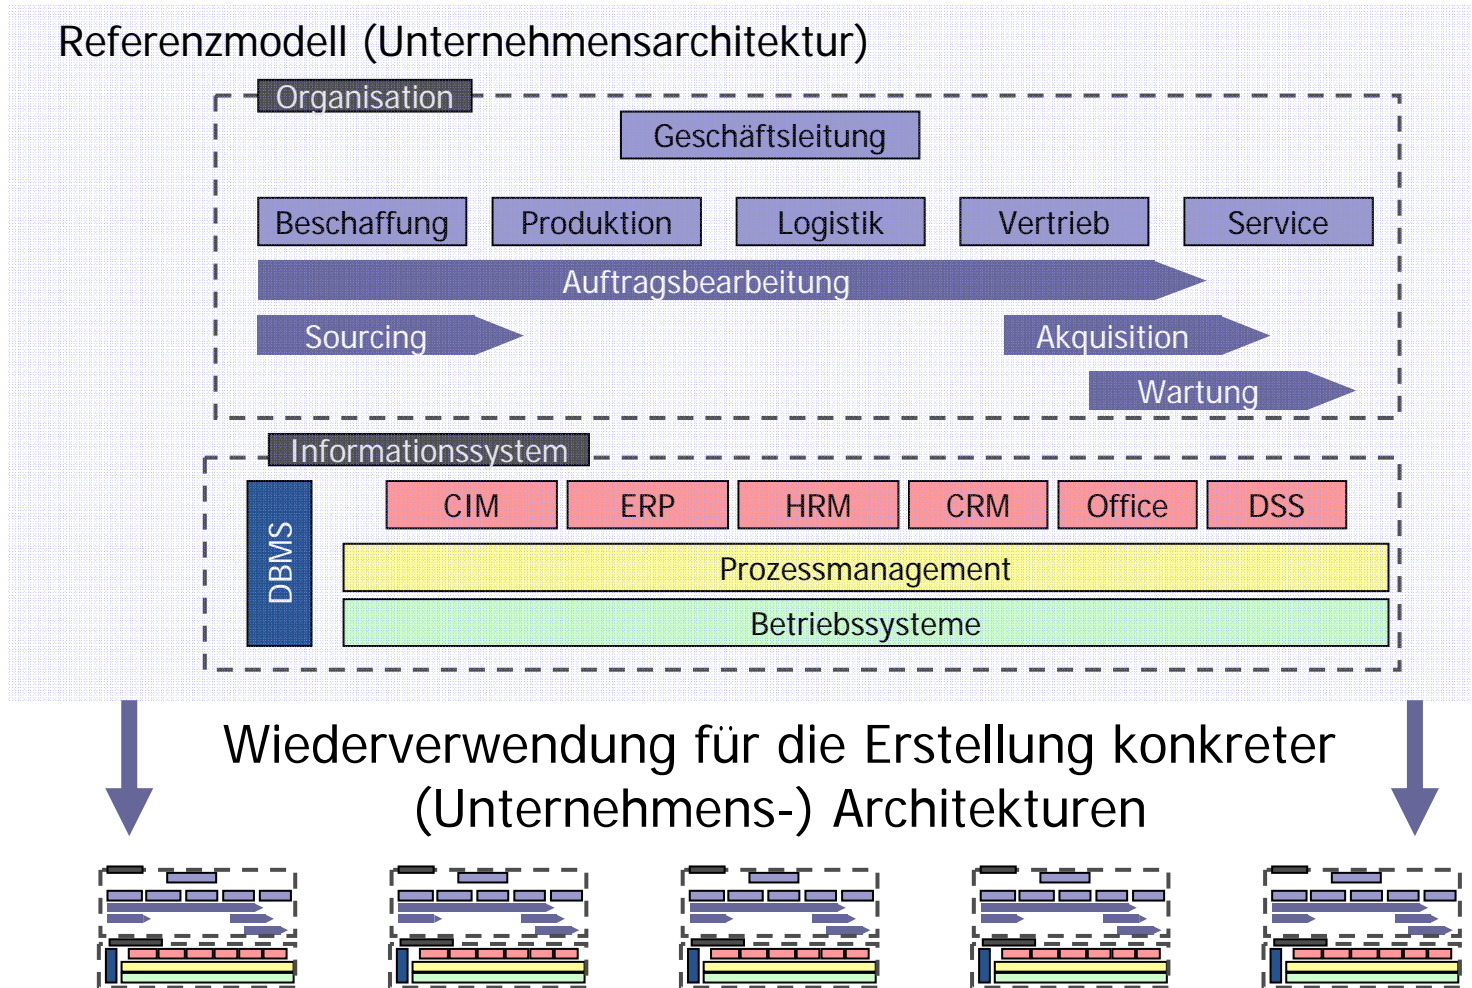 Referenzmodell (Unternehmensarchitektur)
Organisation
Geschäftsleitung
Beschaffung
Produktion
Logistik
Vertrieb
Service
Auftragsbearbeitung
Sourcing
Akquisition
Wartung
Informationssystem
DBMS
CIM
ERP
HRM
CRM
Office
DSS
Prozessmanagement
Betriebssysteme
Wiederverwendung für die Erstellung konkreter
(Unternehmens-) Architekturen